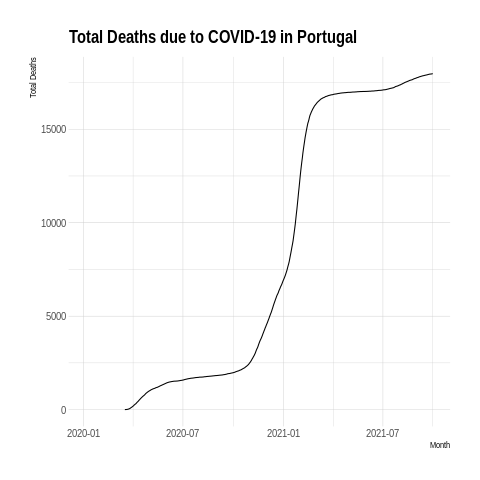 Total Deaths due to COVID-19 in Portugal
Total Deaths
15000
10000
5000
0
2020-01 2020-07 2021-01 2021-07
Month